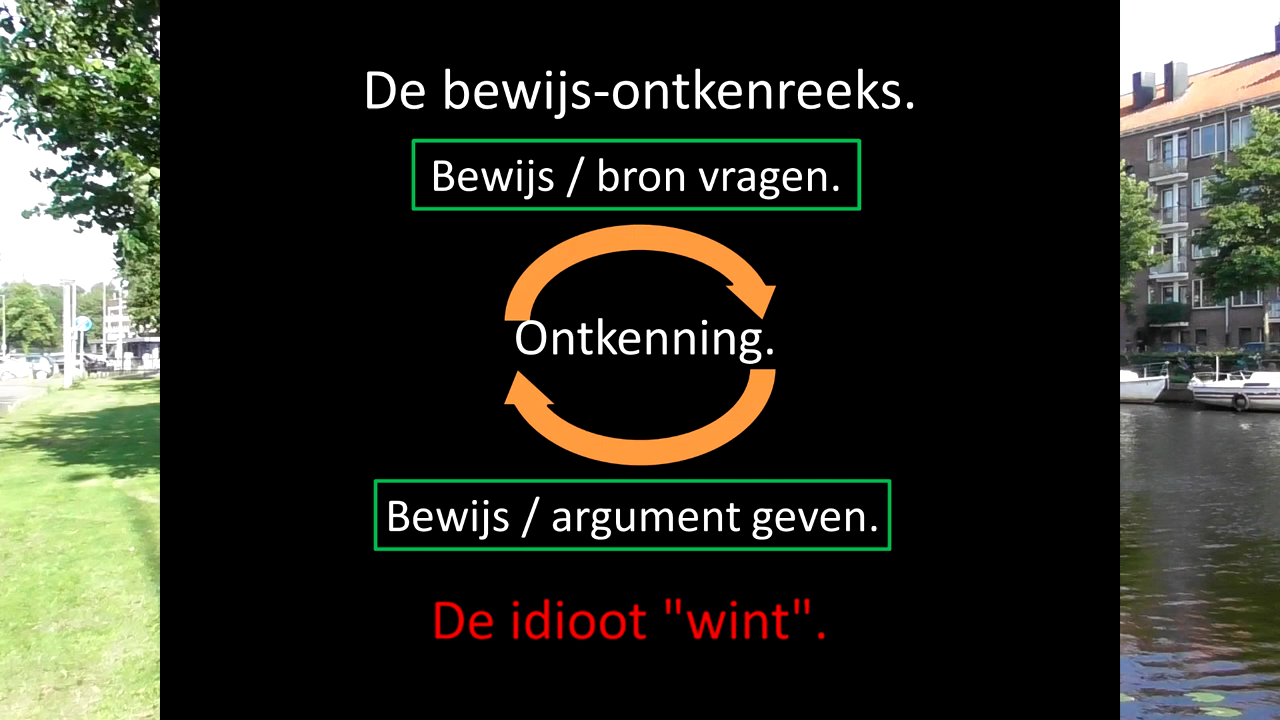 De bewijs-ontkenreeks.
Bewijs / bron vragen.
Ontkenning.
Bewijs / argument geven.
De idioot "wint".